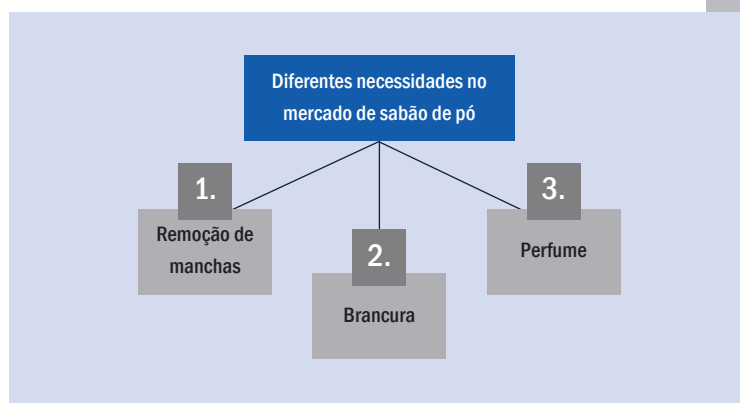 Diferentes necessidades no
mercado de sabão de pó
1.
Remoção de
manchas
2.
Brancura
3.
Perfume